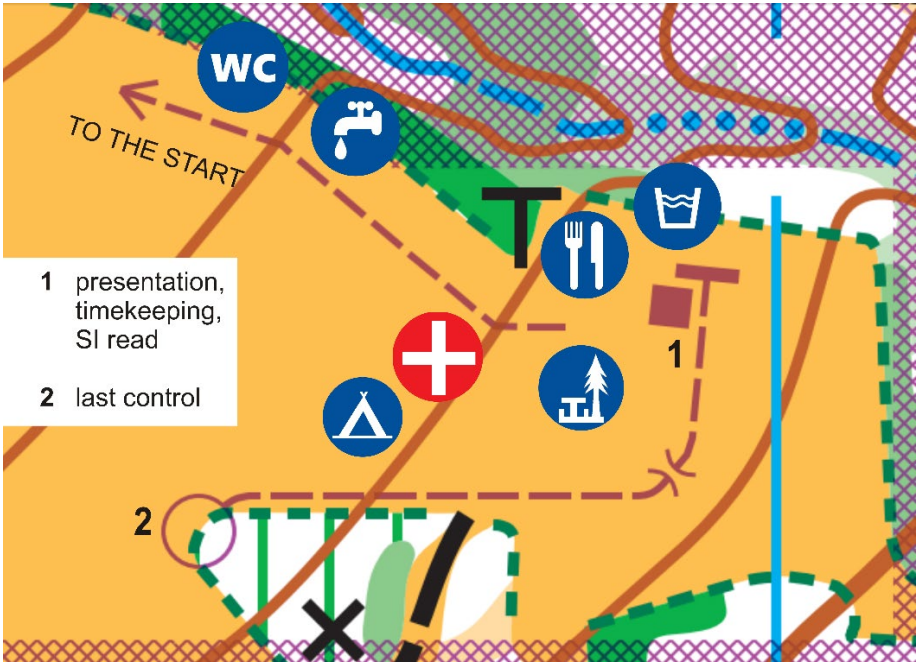 WC
TO THE START
1 presentation,
timekeeping,
SI read
2 last control
1
2